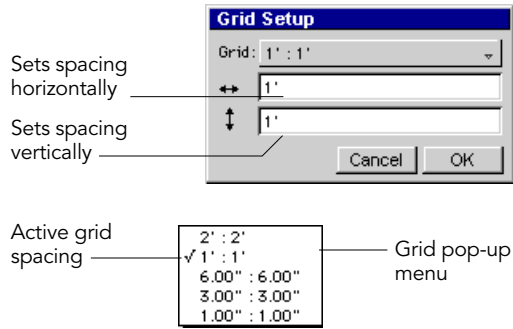 Grid Setup
Grid: 1' : 1'
Sets spacing
horizontally
1'
Sets spacing
vertically
1'
Cancel
OK
Active grid
spacing
2' : 2'
√ 1' : 1'
6.00" : 6.00"
3.00" : 3.00"
1.00" : 1.00"
Grid pop-up
menu